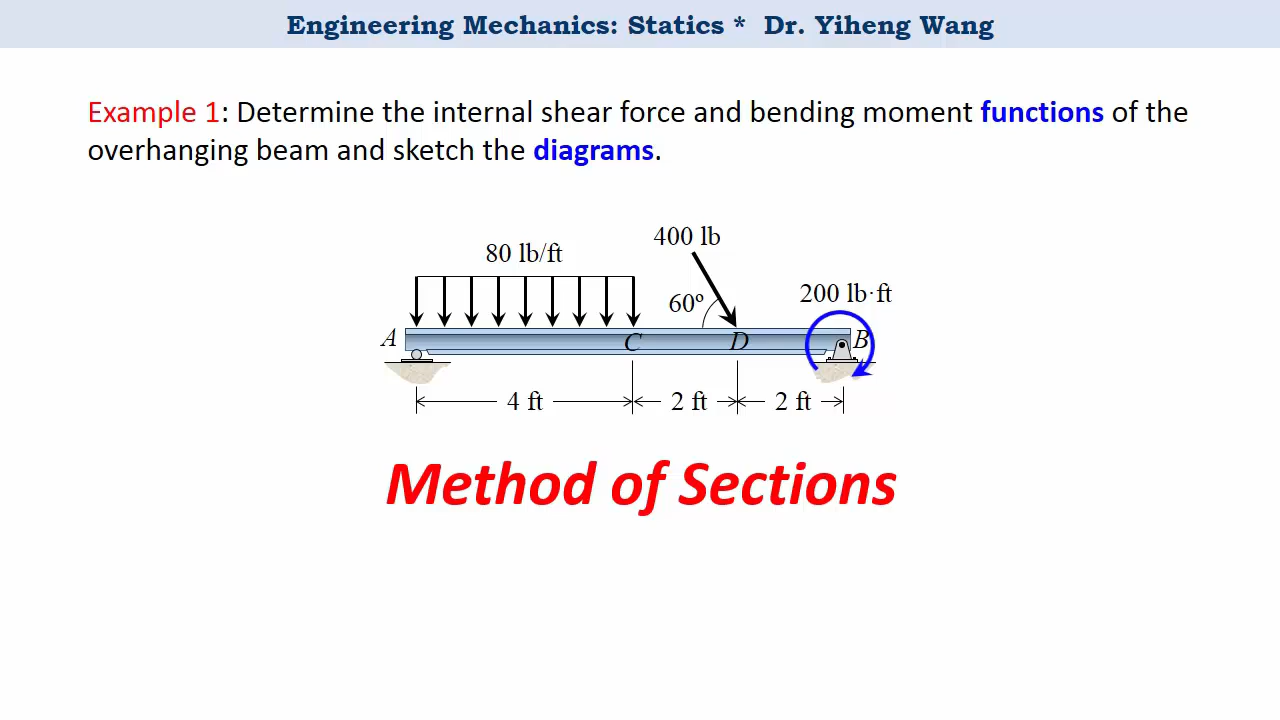 Engineering Mechanics: Statics * Dr. Yiheng Wang
Example 1: Determine the internal shear force and bending moment functions of the
overhanging beam and sketch the diagrams.
400 lb
80 lb/ft
200 lb·ft
60º
A
C
D
B
4 ft
2 ft
2 ft
Method of Sections